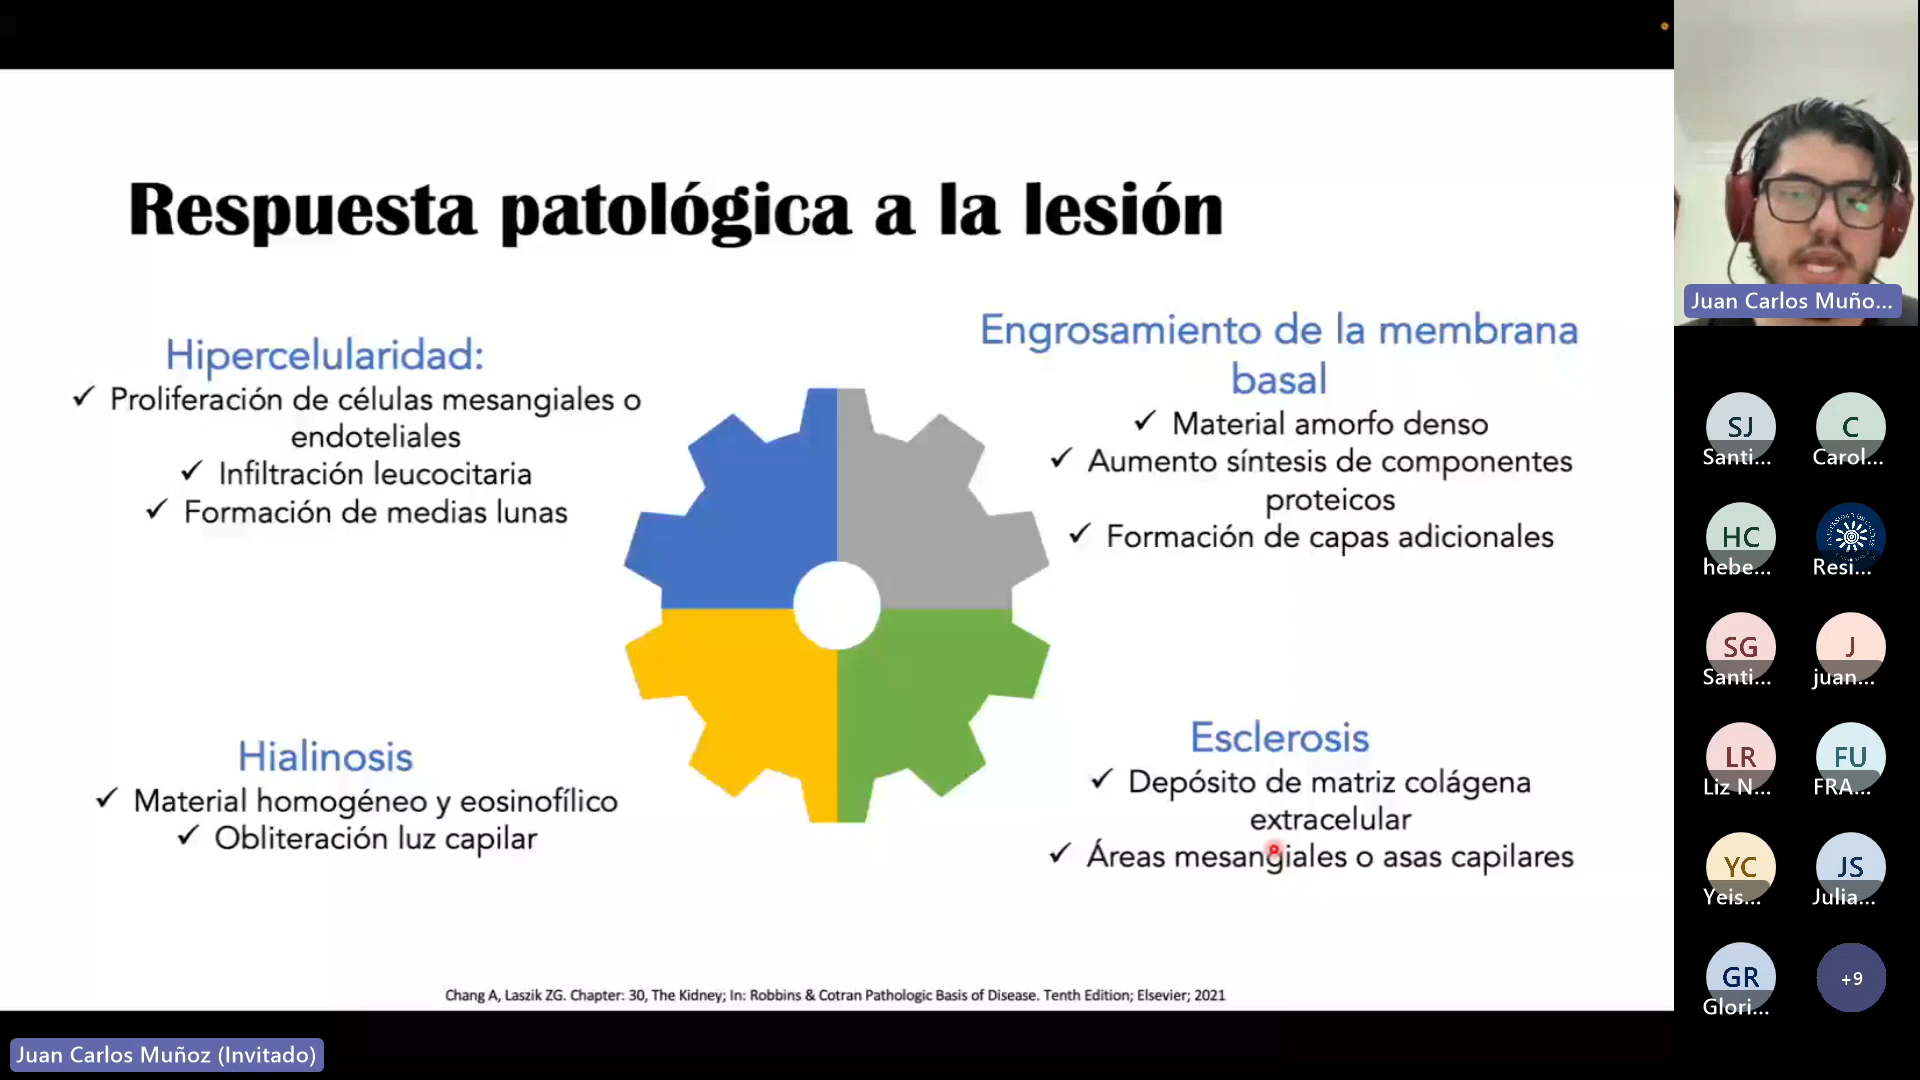 Respuesta patológica a la lesión
Hipercelularidad:
✓ Proliferación de células mesangiales o
endoteliales
✓ Infiltración leucocitaria
✓ Formación de medias lunas
Engrosamiento de la membrana
basal
✓ Material amorfo denso
✓ Aumento síntesis de componentes
proteicos
✓ Formación de capas adicionales
Hialinosis
✓ Material homogéneo y eosinofílico
✓ Obliteración luz capilar
Esclerosis
✓ Depósito de matriz colágena
extracelular
✓ Áreas mesangiales o asas capilares
Chang A, Laszik ZG. Chapter: 30, The Kidney; In: Robbins & Cotran Pathologic Basis of Disease. Tenth Edition; Elsevier; 2021
Juan Carlos Muñoz (Invitado)
Juan Carlos Muño...
SJ
Santi...
C
Carol...
HC
hebe...
Resi...
SG
Santi...
J
juan...
LR
Liz N...
FU
FRA...
YC
Yeis...
JS
Julia...
GR
Glori...
+9